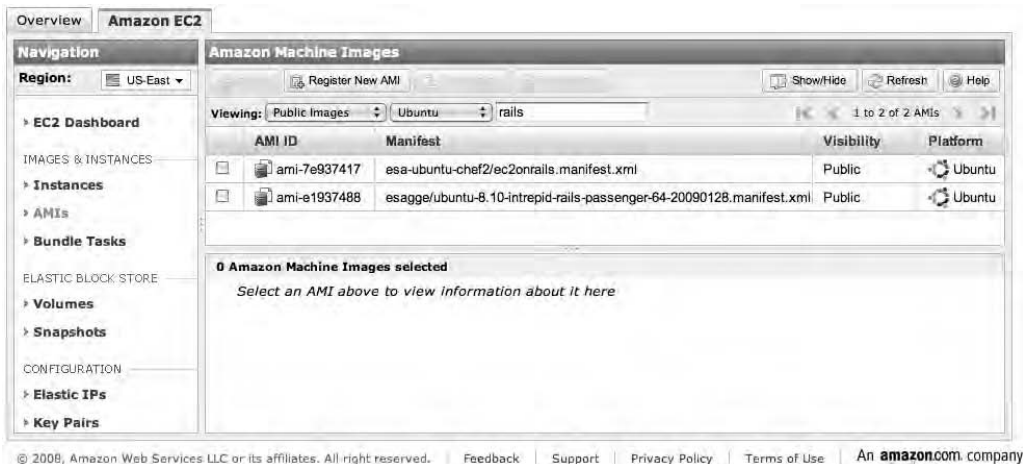 Overview Amazon EC2
Navigation
Region: US-East
EC2 Dashboard
IMAGES & INSTANCES
Instances
AMIs
Bundle Tasks
ELASTIC BLOCK STORE
Volumes
Snapshots
CONFIGURATION
Elastic IPs
Key Pairs
Amazon Machine Images
Register New AMI Show/Hide Refresh Help
Viewing: Public Images Ubuntu rails 1 to 2 of 2 AMIs
AMI ID Manifest Visibility Platform
ami-7e937417 esa-ubuntu-chef2/ec2onrails.manifest.xml Public Ubuntu
ami-e1937488 esagge/ubuntu-8.10-intrepid-rails-passenger-64-20090128.manifest.xml Public Ubuntu
0 Amazon Machine Images selected
Select an AMI above to view information about it here
© 2008, Amazon Web Services LLC or its affiliates. All right reserved. Feedback Support Privacy Policy Terms of Use An amazon.com. company